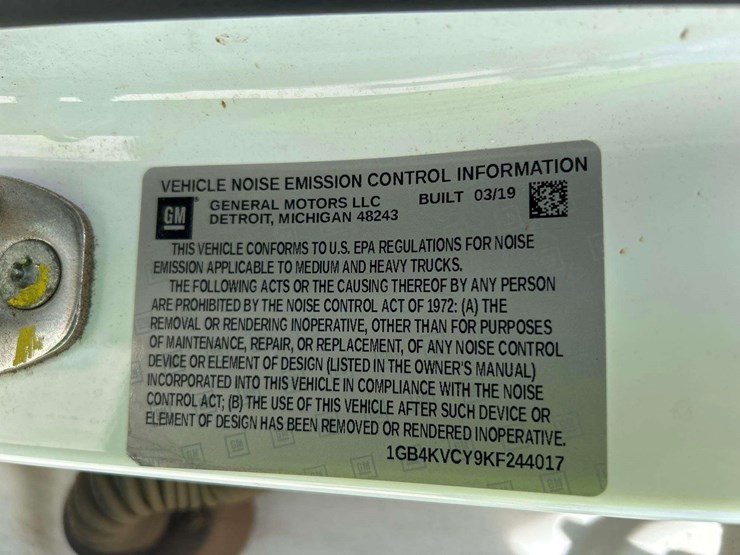 VEHICLE NOISE EMISSION CONTROL INFORMATION
GM
GENERAL MOTORS LLC BUILT 03/19
DETROIT, MICHIGAN 48243
THIS VEHICLE CONFORMS TO U.S. EPA REGULATIONS FOR NOISE
EMISSION APPLICABLE TO MEDIUM AND HEAVY TRUCKS.
THE FOLLOWING ACTS OR THE CAUSING THEREOF BY ANY PERSON
ARE PROHIBITED BY THE NOISE CONTROL ACT OF 1972: (A) THE
REMOVAL OR RENDERING INOPERATIVE, OTHER THAN FOR PURPOSES
OF MAINTENANCE, REPAIR, OR REPLACEMENT, OF ANY NOISE CONTROL
DEVICE OR ELEMENT OF DESIGN (LISTED IN THE OWNER'S MANUAL)
INCORPORATED INTO THIS VEHICLE IN COMPLIANCE WITH THE NOISE
CONTROL ACT; (B) THE USE OF THIS VEHICLE AFTER SUCH DEVICE OR
ELEMENT OF DESIGN HAS BEEN REMOVED OR RENDERED INOPERATIVE.
1GB4KVCY9KF244017